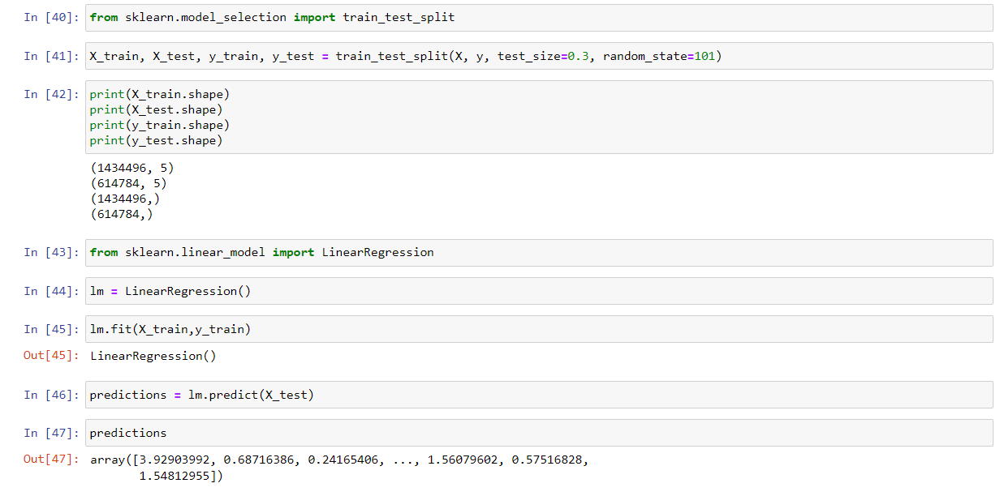 In [40]: from sklearn.model_selection import train_test_split
In [41]: X_train, X_test, y_train, y_test = train_test_split(X, y, test_size=0.3, random_state=101)
In [42]: print(X_train.shape)
print(X_test.shape)
print(y_train.shape)
print(y_test.shape)
(1434496, 5)
(614784, 5)
(1434496,)
(614784,)
In [43]: from sklearn.linear_model import LinearRegression
In [44]: lm = LinearRegression()
In [45]: lm.fit(X_train,y_train)
Out[45]: LinearRegression()
In [46]: predictions = lm.predict(X_test)
In [47]: predictions
Out[47]: array([3.92903992, 0.68716386, 0.24165406, ..., 1.56079602, 0.57516828,
1.54812955])